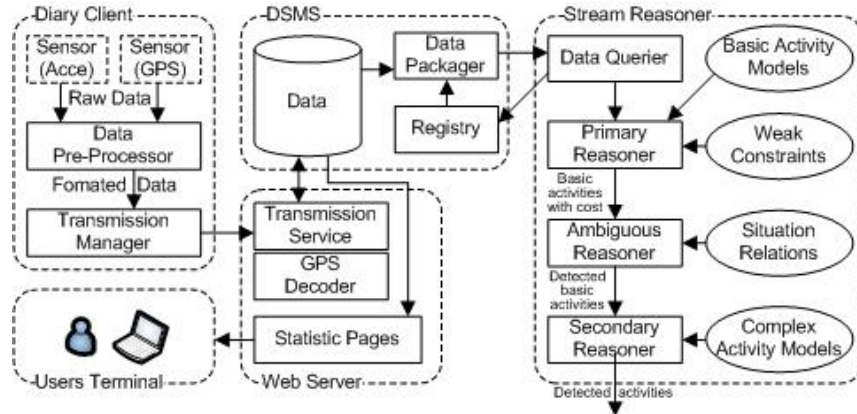 Diary Client
Sensor
(Acce)
Sensor
(GPS)
Raw Data
Data
Pre-Processor
Fomated Data
Transmission
Manager
Users Terminal
DSMS
Data
Data
Packager
Registry
Transmission
Service
GPS
Decoder
Statistic Pages
Web Server
Stream Reasoner
Data Querier
Basic Activity
Models
Primary
Reasoner
Weak
Constraints
Basic
activities
with cost
Ambiguous
Reasoner
Situation
Relations
Detected
basic
activities
Secondary
Reasoner
Complex
Activity Models
Detected activities